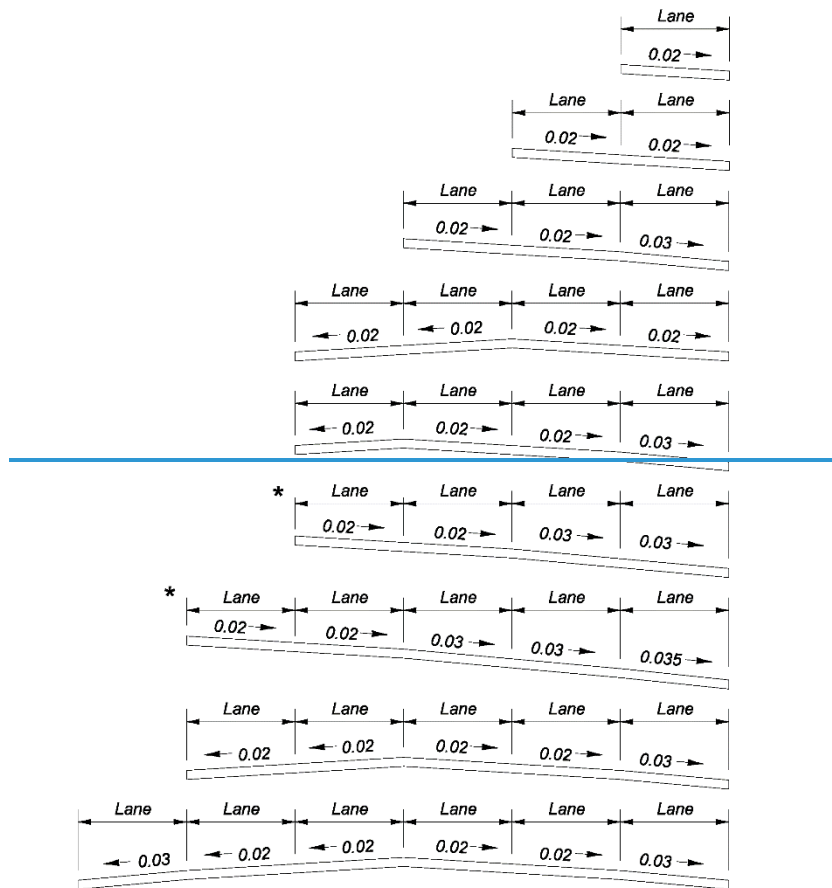 Lane
0.02
Lane Lane
0.02 0.02
Lane Lane Lane
0.02 0.02 0.03
Lane Lane Lane Lane
0.02 0.02 0.02 0.02
Lane Lane Lane Lane
0.02 0.02 0.02 0.03
* Lane Lane Lane Lane
0.02 0.02 0.03 0.03
* Lane Lane Lane Lane Lane
0.02 0.02 0.03 0.03 0.035
Lane Lane Lane Lane Lane
0.02 0.02 0.02 0.02 0.03
Lane Lane Lane Lane Lane Lane
0.03 0.02 0.02 0.02 0.02 0.03